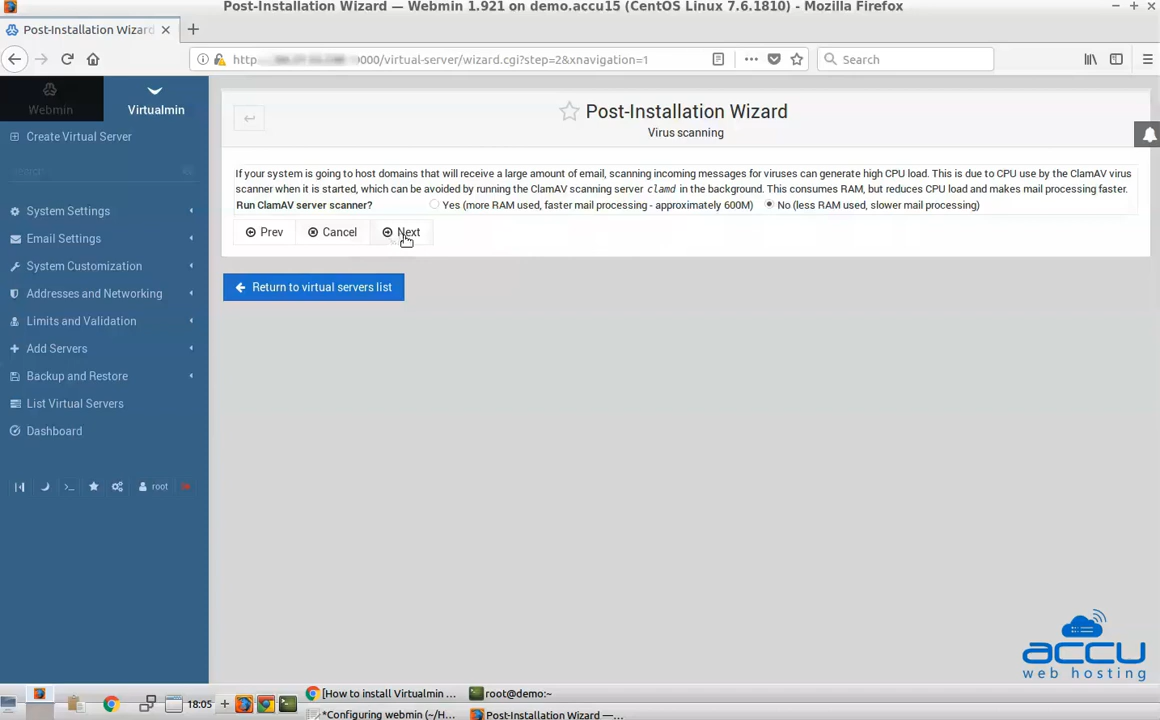 Post-Installation Wizard — Webmin 1.921 on demo.accu15 (CentOS Linux 7.6.1810) - Mozilla Firefox
Post-Installation Wizard
http
0000/virtual-server/wizard.cgi?step=2&xnavigation=1
Search
Webmin
Virtualmin
Create Virtual Server
Search
System Settings
Email Settings
System Customization
Addresses and Networking
Limits and Validation
Add Servers
Backup and Restore
List Virtual Servers
Dashboard
>_
root
Post-Installation Wizard
Virus scanning
If your system is going to host domains that will receive a large amount of email, scanning incoming messages for viruses can generate high CPU load. This is due to CPU use by the ClamAV virus
scanner when it is started, which can be avoided by running the ClamAV scanning server clamd in the background. This consumes RAM, but reduces CPU load and makes mail processing faster.
Run ClamAV server scanner? Yes (more RAM used, faster mail processing - approximately 600M) No (less RAM used, slower mail processing)
Prev Cancel Next
Return to virtual servers list
accu
web hosting
18:05
[How to install Virtualmin ...
root@demo:~
*Configuring webmin (~/H...
Post-Installation Wizard —...